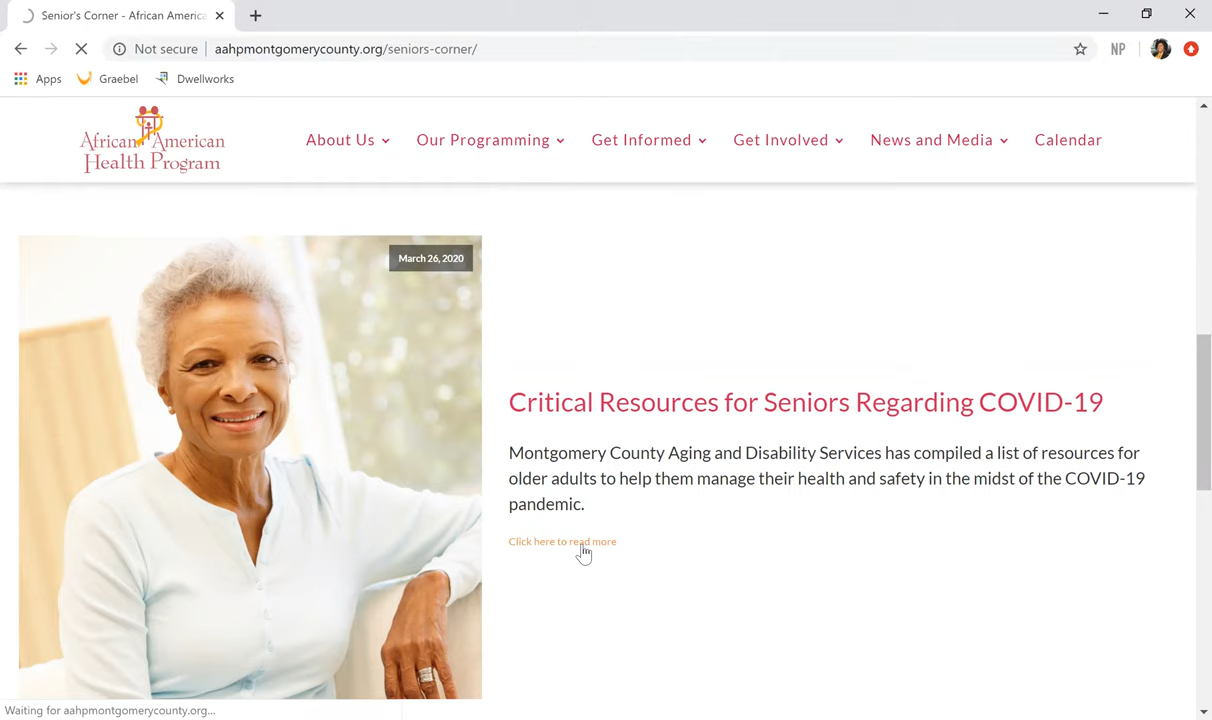 Senior's Corner - African America
Not secure
aahpmontgomerycounty.org/seniors-corner/
NP
Apps
Graebel
Dwellworks
African American
Health Program
About Us
Our Programming
Get Informed
Get Involved
News and Media
Calendar
March 26, 2020
Critical Resources for Seniors Regarding COVID-19
Montgomery County Aging and Disability Services has compiled a list of resources for
older adults to help them manage their health and safety in the midst of the COVID-19
pandemic.
Click here to read more
Waiting for aahpmontgomerycounty.org...